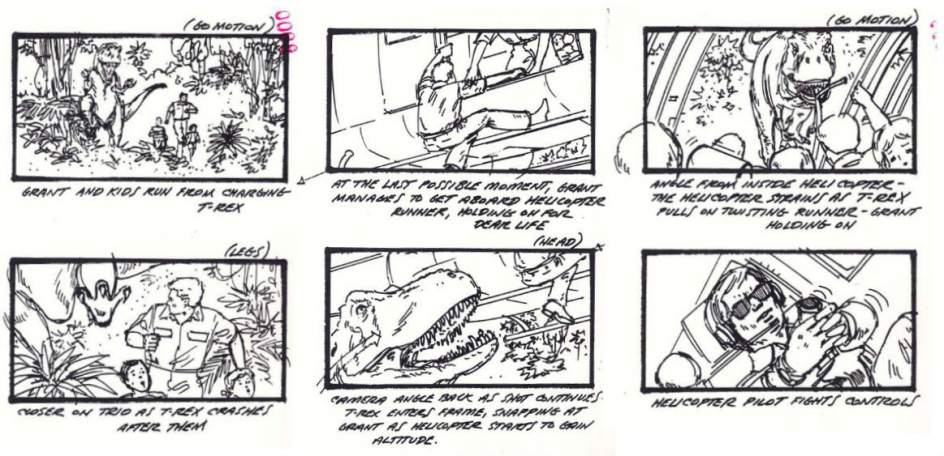 (GO MOTION)
000
GRANT AND KIDS RUN FROM CHARGING
T-REX
(LEGS)
CLOSER ON TRIO AS T-REX CRASHES
AFTER THEM
AT THE LAST POSSIBLE MOMENT, GRANT
MANAGES TO GET ABOARD HELICOPTER
RUNNER, HOLDING ON FOR
DEAR LIFE
(HEAD)
CAMERA ANGLE BACK AS SHOT CONTINUES
T-REX ENTERS FRAME, SNAPPING AT
GRANT AS HELICOPTER STARTS TO GAIN
ALTITUDE.
(GO MOTION)
ANGLE FROM INSIDE HELICOPTER-
THE HELICOPTER STRAINS AS T-REX
PULLS ON TWISTING RUNNER-GRANT
HOLDING ON
HELICOPTER PILOT FIGHTS CONTROLS